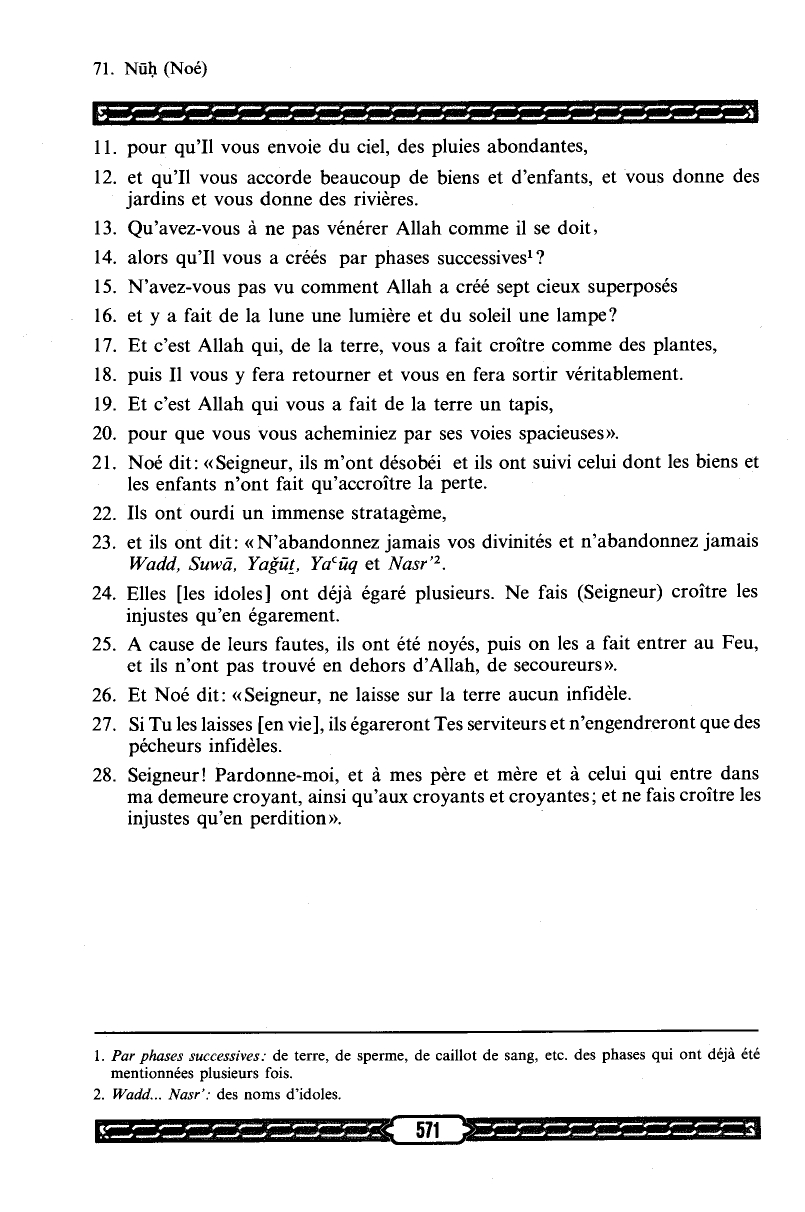 71. Nūḥ (Noé)
11. pour qu'Il vous envoie du ciel, des pluies abondantes,
12. et qu'Il vous accorde beaucoup de biens et d'enfants, et vous donne des
jardins et vous donne des rivières.
13. Qu'avez-vous à ne pas vénérer Allah comme il se doit,
14. alors qu'Il vous a créés par phases successives¹?
15. N'avez-vous pas vu comment Allah a créé sept cieux superposés
16. et y a fait de la lune une lumière et du soleil une lampe?
17. Et c'est Allah qui, de la terre, vous a fait croître comme des plantes,
18. puis Il vous y fera retourner et vous en fera sortir véritablement.
19. Et c'est Allah qui vous a fait de la terre un tapis,
20. pour que vous vous acheminiez par ses voies spacieuses».
21. Noé dit: «Seigneur, ils m'ont désobéi et ils ont suivi celui dont les biens et
les enfants n'ont fait qu'accroître la perte.
22. Ils ont ourdi un immense stratagème,
23. et ils ont dit: «N'abandonnez jamais vos divinités et n'abandonnez jamais
Wadd, Suwā, Yaǧūṯ, Yaᶜūq et Nasr'².
24. Elles [les idoles] ont déjà égaré plusieurs. Ne fais (Seigneur) croître les
injustes qu'en égarement.
25. A cause de leurs fautes, ils ont été noyés, puis on les a fait entrer au Feu,
et ils n'ont pas trouvé en dehors d'Allah, de secoureurs».
26. Et Noé dit: «Seigneur, ne laisse sur la terre aucun infidèle.
27. Si Tu les laisses [en vie], ils égareront Tes serviteurs et n'engendreront que des
pécheurs infidèles.
28. Seigneur! Pardonne-moi, et à mes père et mère et à celui qui entre dans
ma demeure croyant, ainsi qu'aux croyants et croyantes; et ne fais croître les
injustes qu'en perdition».
1. Par phases successives: de terre, de sperme, de caillot de sang, etc. des phases qui ont déjà été
mentionnées plusieurs fois.
2. Wadd... Nasr': des noms d'idoles.
571